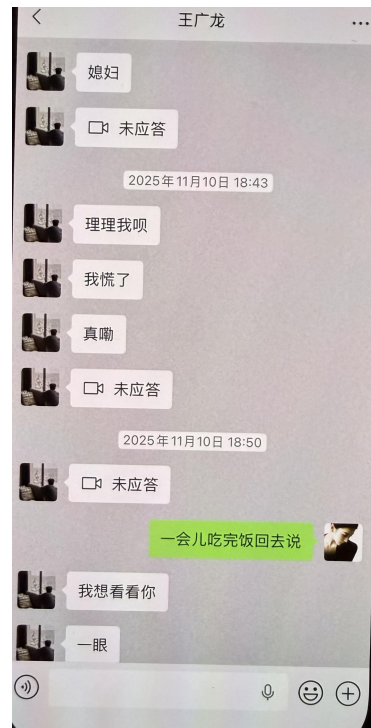 王广龙
媳妇
未应答
2025年11月10日 18:43
理理我呗
我慌了
真嘞
未应答
2025年11月10日 18:50
未应答
一会儿吃完饭回去说
我想看看你
一眼